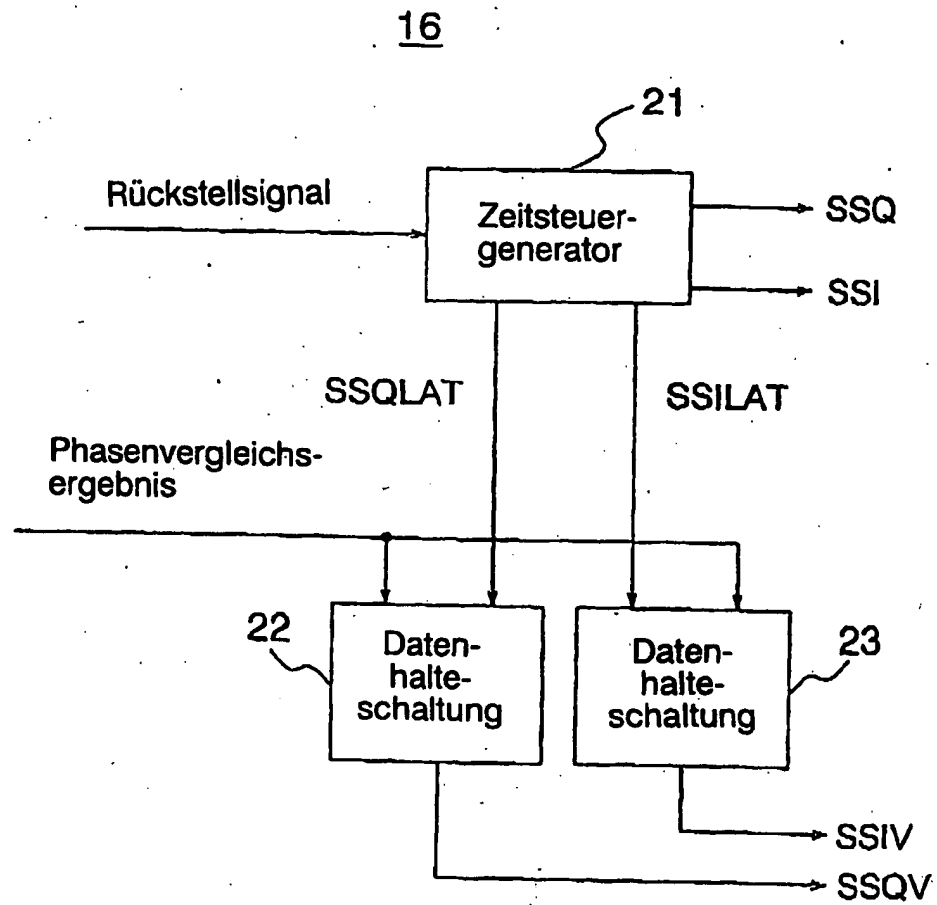 16
21
Rückstellsignal
Zeitsteuer-
generator
SSQ
SSI
SSQLAT
SSILAT
Phasenvergleichs-
ergebnis
22
Daten-
halte-
schaltung
Daten-
halte-
schaltung
23
SSIV
SSQV